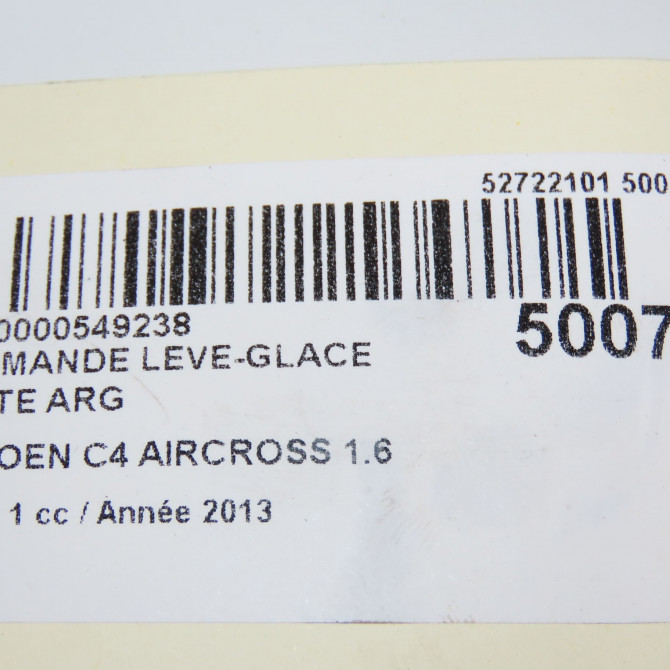 52722101 500
0000549238
5007
MANDE LEVE-GLACE
TE ARG
OEN C4 AIRCROSS 1.6
1 cc / Année 2013